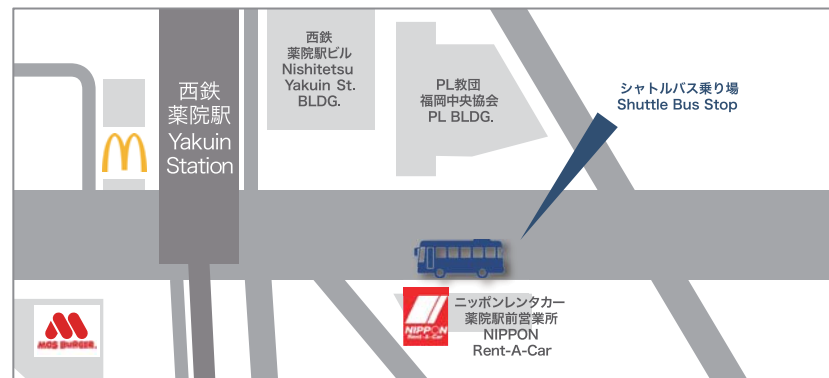 西鉄
薬院駅
Yakuin
Station
西鉄
薬院駅ビル
Nishitetsu
Yakuin St.
BLDG.
PL教団
福岡中央協会
PL BLDG.
シャトルバス乗り場
Shuttle Bus Stop
MOS BURGER.
NIPPON
Rent-A-Car
ニッポンレンタカー
薬院駅前営業所
NIPPON
Rent-A-Car